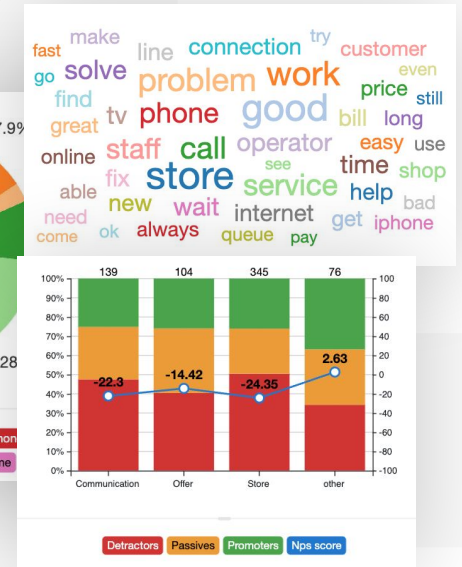 make
try
fast
line
connection
customer
go
solve
problem
work
even
find
price
still
great
tv
phone
good
bill
long
online
staff
call
operator
easy
use
see
time
shop
fix
store
service
help
able
bad
new
wait
internet
need
get
iphone
come
ok
always
queue
pay
7.9%
28
139 104 345 76
100% 100
90% 80
80% 60
70% 40
60% 20
50% 0
40% -20
30% -40
20% -60
10% -80
0% -100
-22.3
-14.42
-24.35
2.63
Communication Offer Store other
Detractors Passives Promoters Nps score